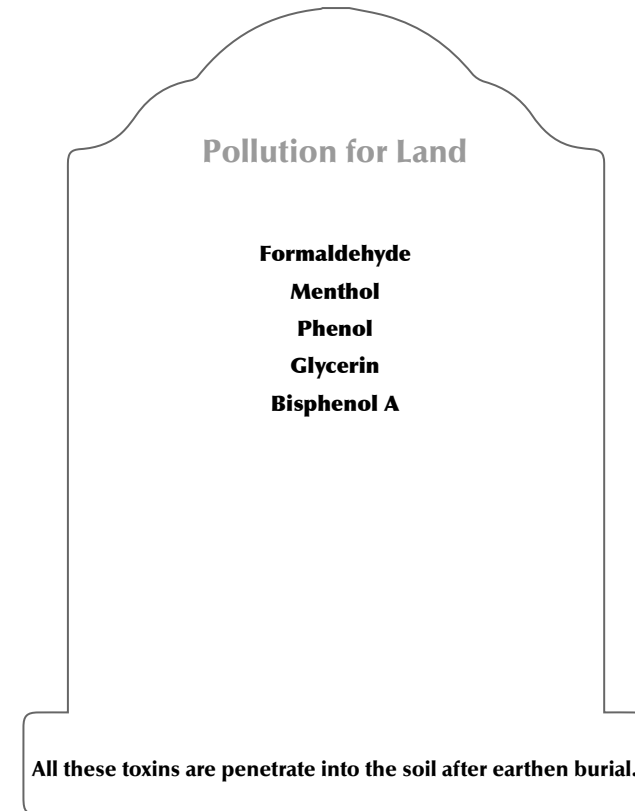 Pollution for Land
Formaldehyde
Menthol
Phenol
Glycerin
Bisphenol A
All these toxins are penetrate into the soil after earthen burial.